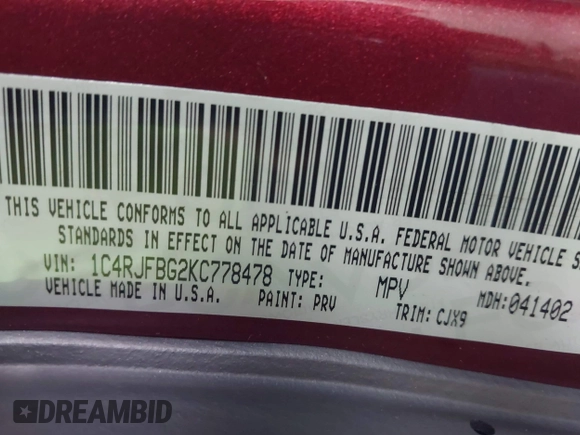 THIS VEHICLE CONFORMS TO ALL APPLICABLE U.S.A. FEDERAL MOTOR VEHICLE S
STANDARDS IN EFFECT ON THE DATE OF MANUFACTURE SHOWN ABOVE.
VIN: 1C4RJFBG2KC778478 TYPE: MPV MDH:041402
VEHICLE MADE IN U.S.A. PAINT: PRV TRIM: CJX9
DREAMBID